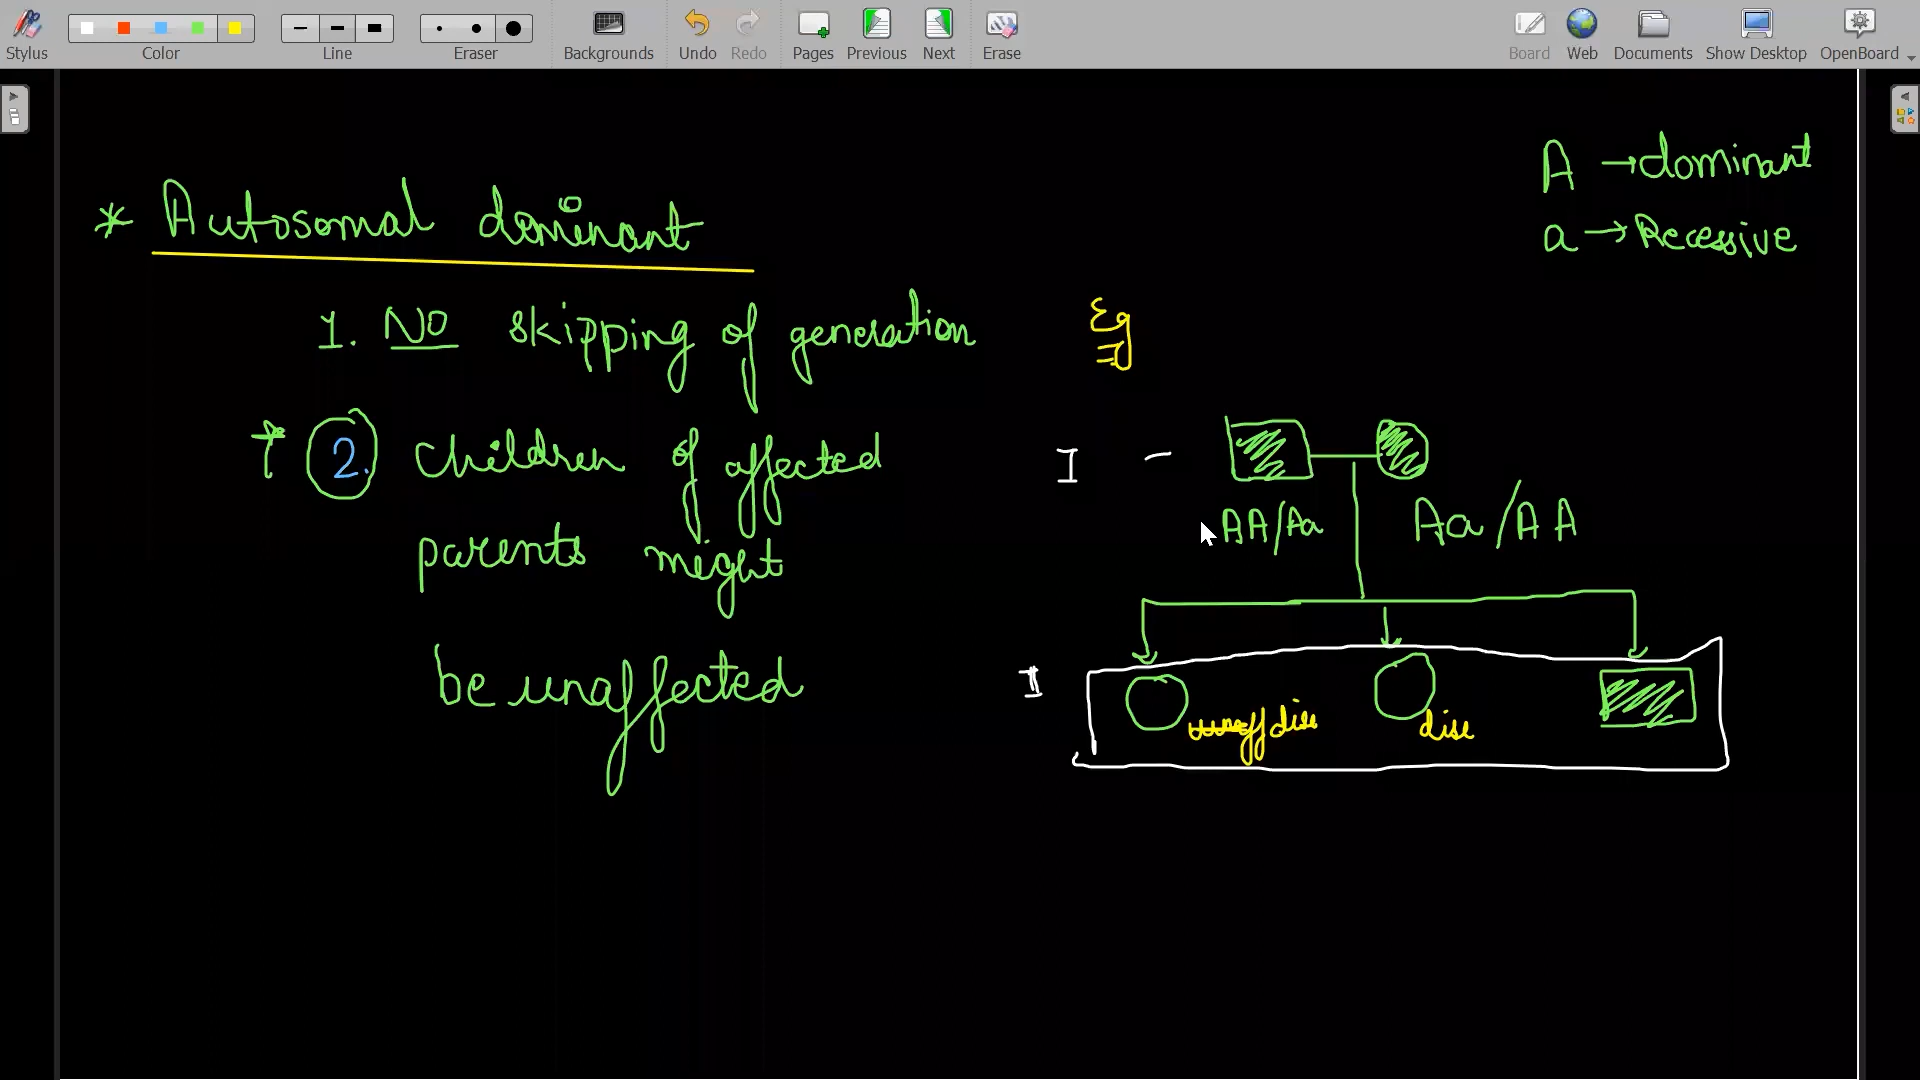 Stylus Color Line Eraser Backgrounds Undo Redo Pages Previous Next Erase Board Web Documents Show Desktop OpenBoard
A → dominant
a → Recessive
* Autosomal dominant
1. NO skipping of generation
Eg
2. Children of affected
parents might
be unaffected
I -
AA/Aa
Aa/AA
I
dise
dise